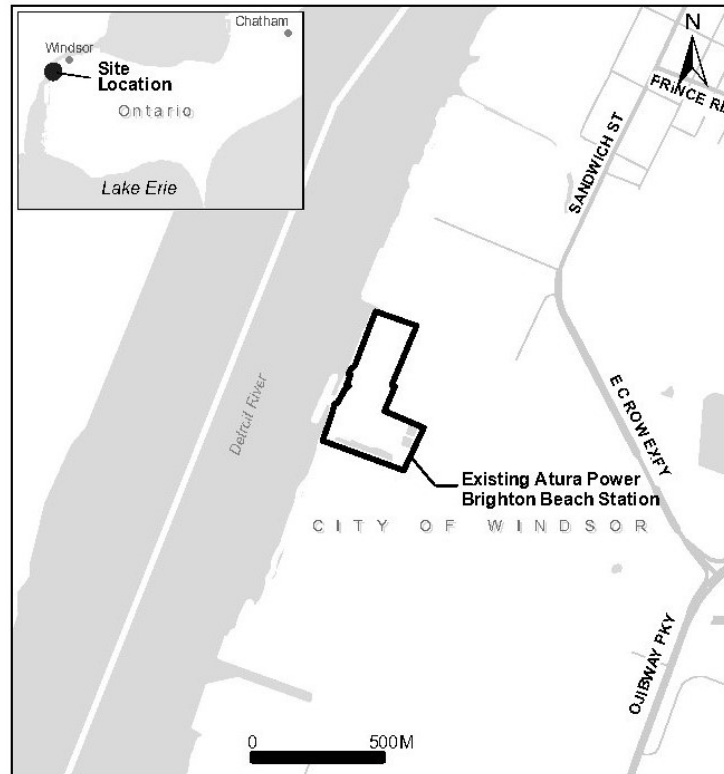 Chatham
Windsor
Site
Location
Ontario
Lake Erie
N
PRINCE
SANDWICH ST
Detroit River
E C ROW EXPY
Existing Atura Power
Brighton Beach Station
CITY OF WINDSOR
OJIBWAY PKY
0 500M